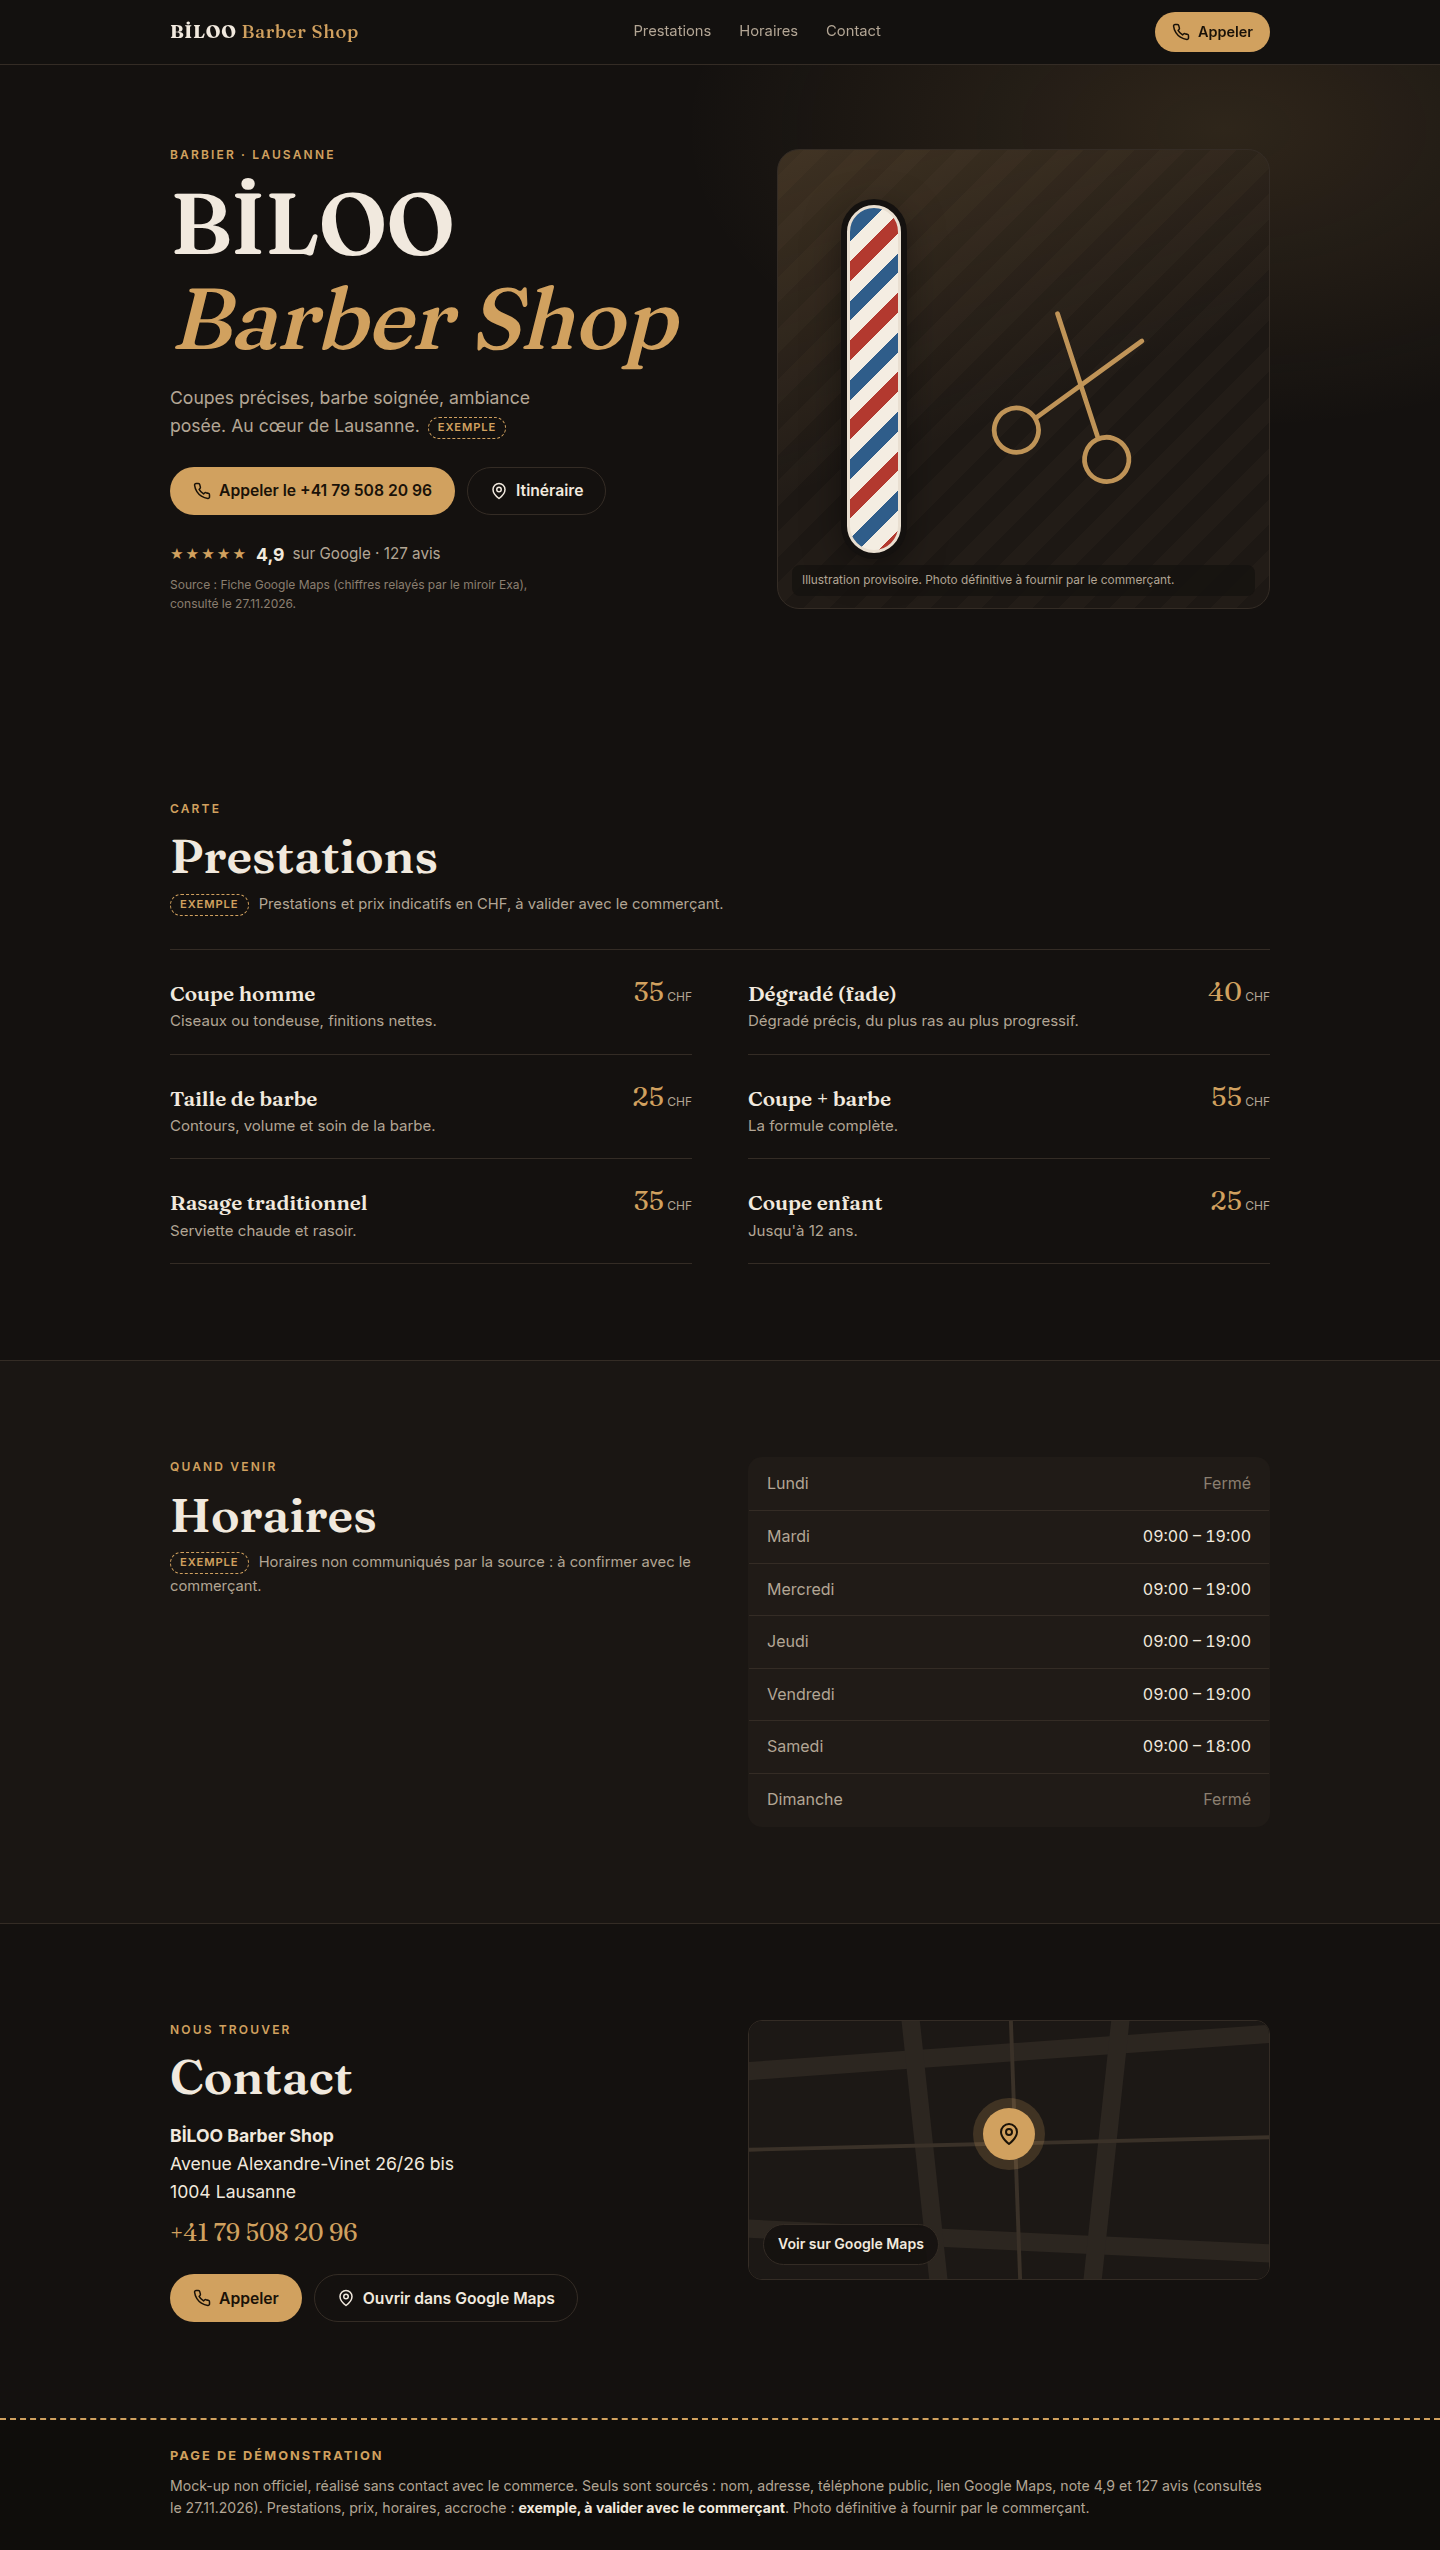 BİLOO Barber Shop
Prestations
Horaires
Contact
Appeler
BARBIER · LAUSANNE
BİLOO
Barber Shop
Coupes précises, barbe soignée, ambiance
posée. Au cœur de Lausanne. EXEMPLE
Appeler le +41 79 508 20 96
Itinéraire
★★★★★ 4,9 sur Google · 127 avis
Source : Fiche Google Maps (chiffres relayés par le miroir Exa),
consulté le 27.11.2026.
Illustration provisoire. Photo définitive à fournir par le commerçant.
CARTE
Prestations
EXEMPLE Prestations et prix indicatifs en CHF, à valider avec le commerçant.
Coupe homme 35 CHF
Ciseaux ou tondeuse, finitions nettes.
Dégradé (fade) 40 CHF
Dégradé précis, du plus ras au plus progressif.
Taille de barbe 25 CHF
Contours, volume et soin de la barbe.
Coupe + barbe 55 CHF
La formule complète.
Rasage traditionnel 35 CHF
Serviette chaude et rasoir.
Coupe enfant 25 CHF
Jusqu'à 12 ans.
QUAND VENIR
Horaires
EXEMPLE Horaires non communiqués par la source : à confirmer avec le
commerçant.
Lundi Fermé
Mardi 09:00 – 19:00
Mercredi 09:00 – 19:00
Jeudi 09:00 – 19:00
Vendredi 09:00 – 19:00
Samedi 09:00 – 18:00
Dimanche Fermé
NOUS TROUVER
Contact
BİLOO Barber Shop
Avenue Alexandre-Vinet 26/26 bis
1004 Lausanne
+41 79 508 20 96
Appeler
Ouvrir dans Google Maps
Voir sur Google Maps
PAGE DE DÉMONSTRATION
Mock-up non officiel, réalisé sans contact avec le commerce. Seuls sont sourcés : nom, adresse, téléphone public, lien Google Maps, note 4,9 et 127 avis (consultés
le 27.11.2026). Prestations, prix, horaires, accroche : exemple, à valider avec le commerçant. Photo définitive à fournir par le commerçant.